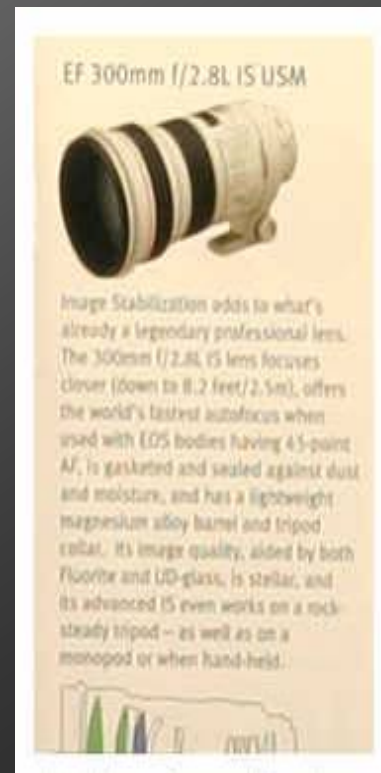 EF 300mm f/2.8L IS USM
Image Stabilization adds to what's
already a legendary professional lens.
The 300mm f/2.8L IS lens focuses
closer (down to 8.2 feet/2.5m), offers
the world's fastest autofocus when
used with EOS bodies having 45-point
AF, is gasketed and sealed against dust
and moisture, and has a lightweight
magnesium alloy barrel and tripod
collar. Its image quality, aided by both
Fluorite and UD-glass, is stellar, and
its advanced IS even works on a rock-
steady tripod – as well as on a
monopod or when hand-held.